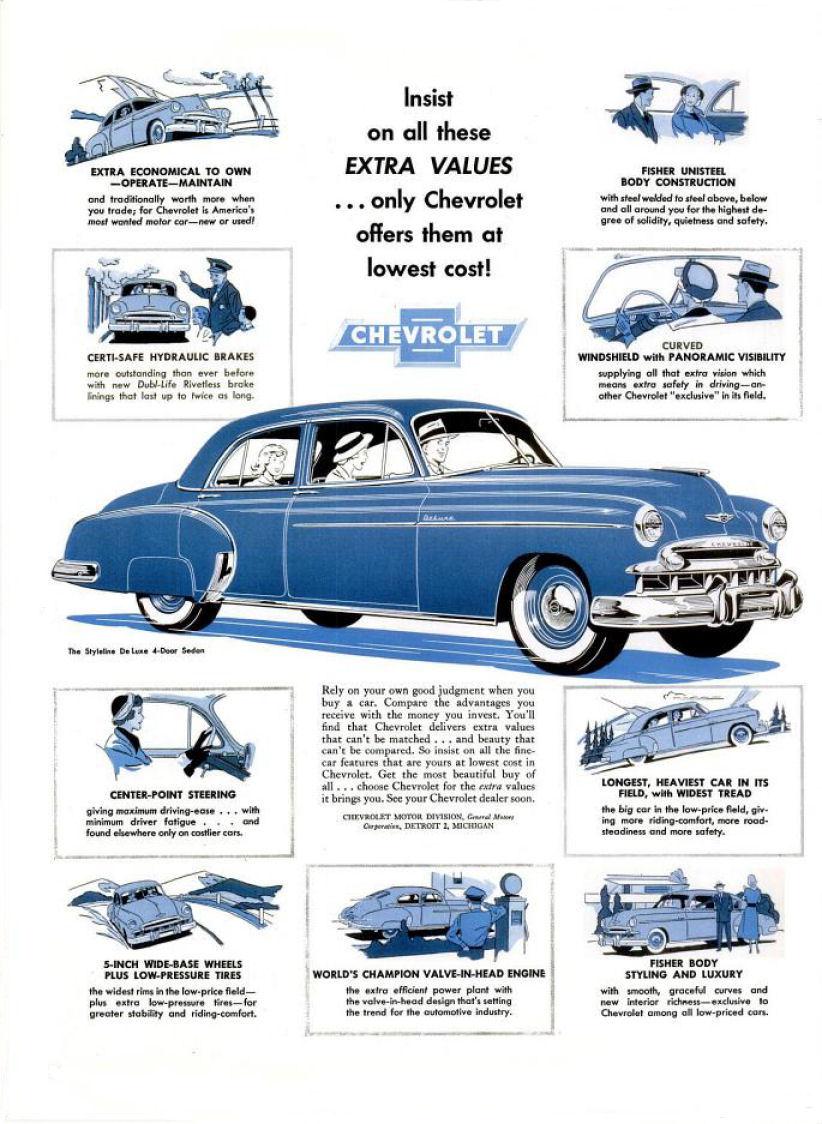 Insist
on all these
EXTRA VALUES
...only Chevrolet
offers them at
lowest cost!
CHEVROLET
EXTRA ECONOMICAL TO OWN
—OPERATE—MAINTAIN
and traditionally worth more when
you trade; for Chevrolet is America's
most wanted motor car—new or used!
FISHER UNISTEEL
BODY CONSTRUCTION
with steel welded to steel above, below
and all around you for the highest de-
gree of solidity, quietness and safety.
CERTI-SAFE HYDRAULIC BRAKES
more outstanding than ever before
with new Dubl-Life Rivetless brake
linings that last up to twice as long.
CURVED
WINDSHIELD with PANORAMIC VISIBILITY
supplying all that extra vision which
means extra safety in driving—an-
other Chevrolet "exclusive" in its field.
DeLuxe
CHEVROLET
The Styleline De Luxe 4-Door Sedan
CENTER-POINT STEERING
giving maximum driving-ease . . . with
minimum driver fatigue . . . and
found elsewhere only on costlier cars.
Rely on your own good judgment when you
buy a car. Compare the advantages you
receive with the money you invest. You'll
find that Chevrolet delivers extra values
that can't be matched . . . and beauty that
can't be compared. So insist on all the fine-
car features that are yours at lowest cost in
Chevrolet. Get the most beautiful buy of
all . . . choose Chevrolet for the extra values
it brings you. See your Chevrolet dealer soon.
CHEVROLET MOTOR DIVISION, General Motors
Corporation, DETROIT 2, MICHIGAN
LONGEST, HEAVIEST CAR IN ITS
FIELD, with WIDEST TREAD
the big car in the low-price field, giv-
ing more riding-comfort, more road-
steadiness and more safety.
5-INCH WIDE-BASE WHEELS
PLUS LOW-PRESSURE TIRES
the widest rims in the low-price field—
plus extra low-pressure tires—for
greater stability and riding-comfort.
WORLD'S CHAMPION VALVE-IN-HEAD ENGINE
the extra efficient power plant with
the valve-in-head design that's setting
the trend for the automotive industry.
FISHER BODY
STYLING AND LUXURY
with smooth, graceful curves and
new interior richness—exclusive to
Chevrolet among all low-priced cars.